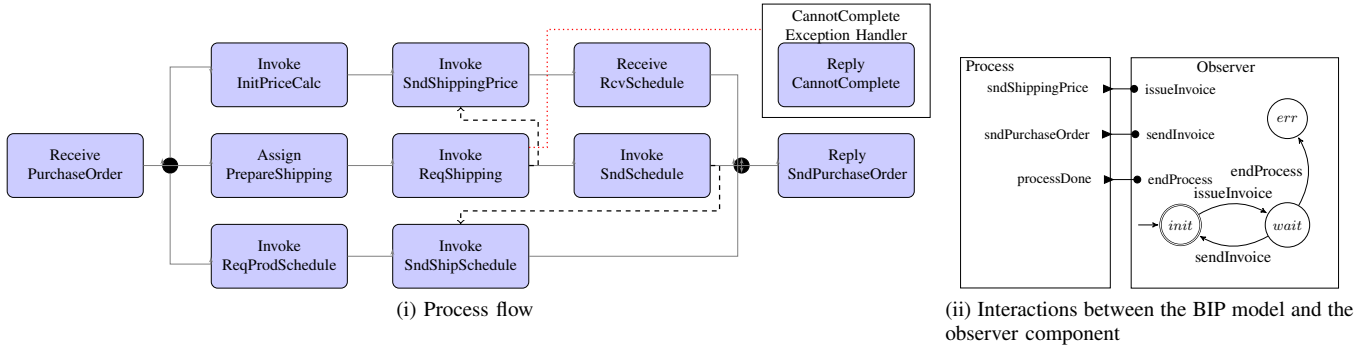 CannotComplete
Exception Handler
Reply
CannotComplete
Invoke
InitPriceCalc
Invoke
SndShippingPrice
Receive
RcvSchedule
Receive
PurchaseOrder
Assign
PrepareShipping
Invoke
ReqShipping
Invoke
SndSchedule
Reply
SndPurchaseOrder
Invoke
ReqProdSchedule
Invoke
SndShipSchedule
(i) Process flow
Process
Observer
sndShippingPrice
issueInvoice
sndPurchaseOrder
sendInvoice
processDone
endProcess
err
endProcess
issueInvoice
init
wait
sendInvoice
(ii) Interactions between the BIP model and the
observer component